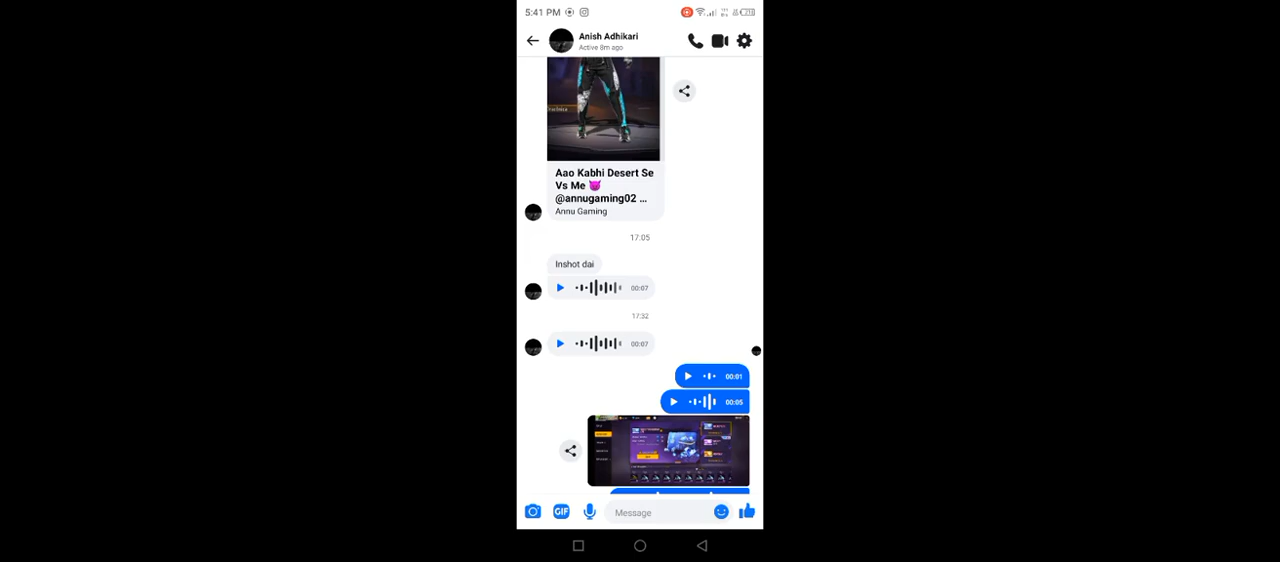 5:41 PM
Anish Adhikari
Active 8m ago
Aao Kabhi Desert Se
Vs Me 😈
@annugaming02 ...
Annu Gaming
17:05
Inshot dai
00:07
17:32
00:07
00:01
00:05
GIF
Message